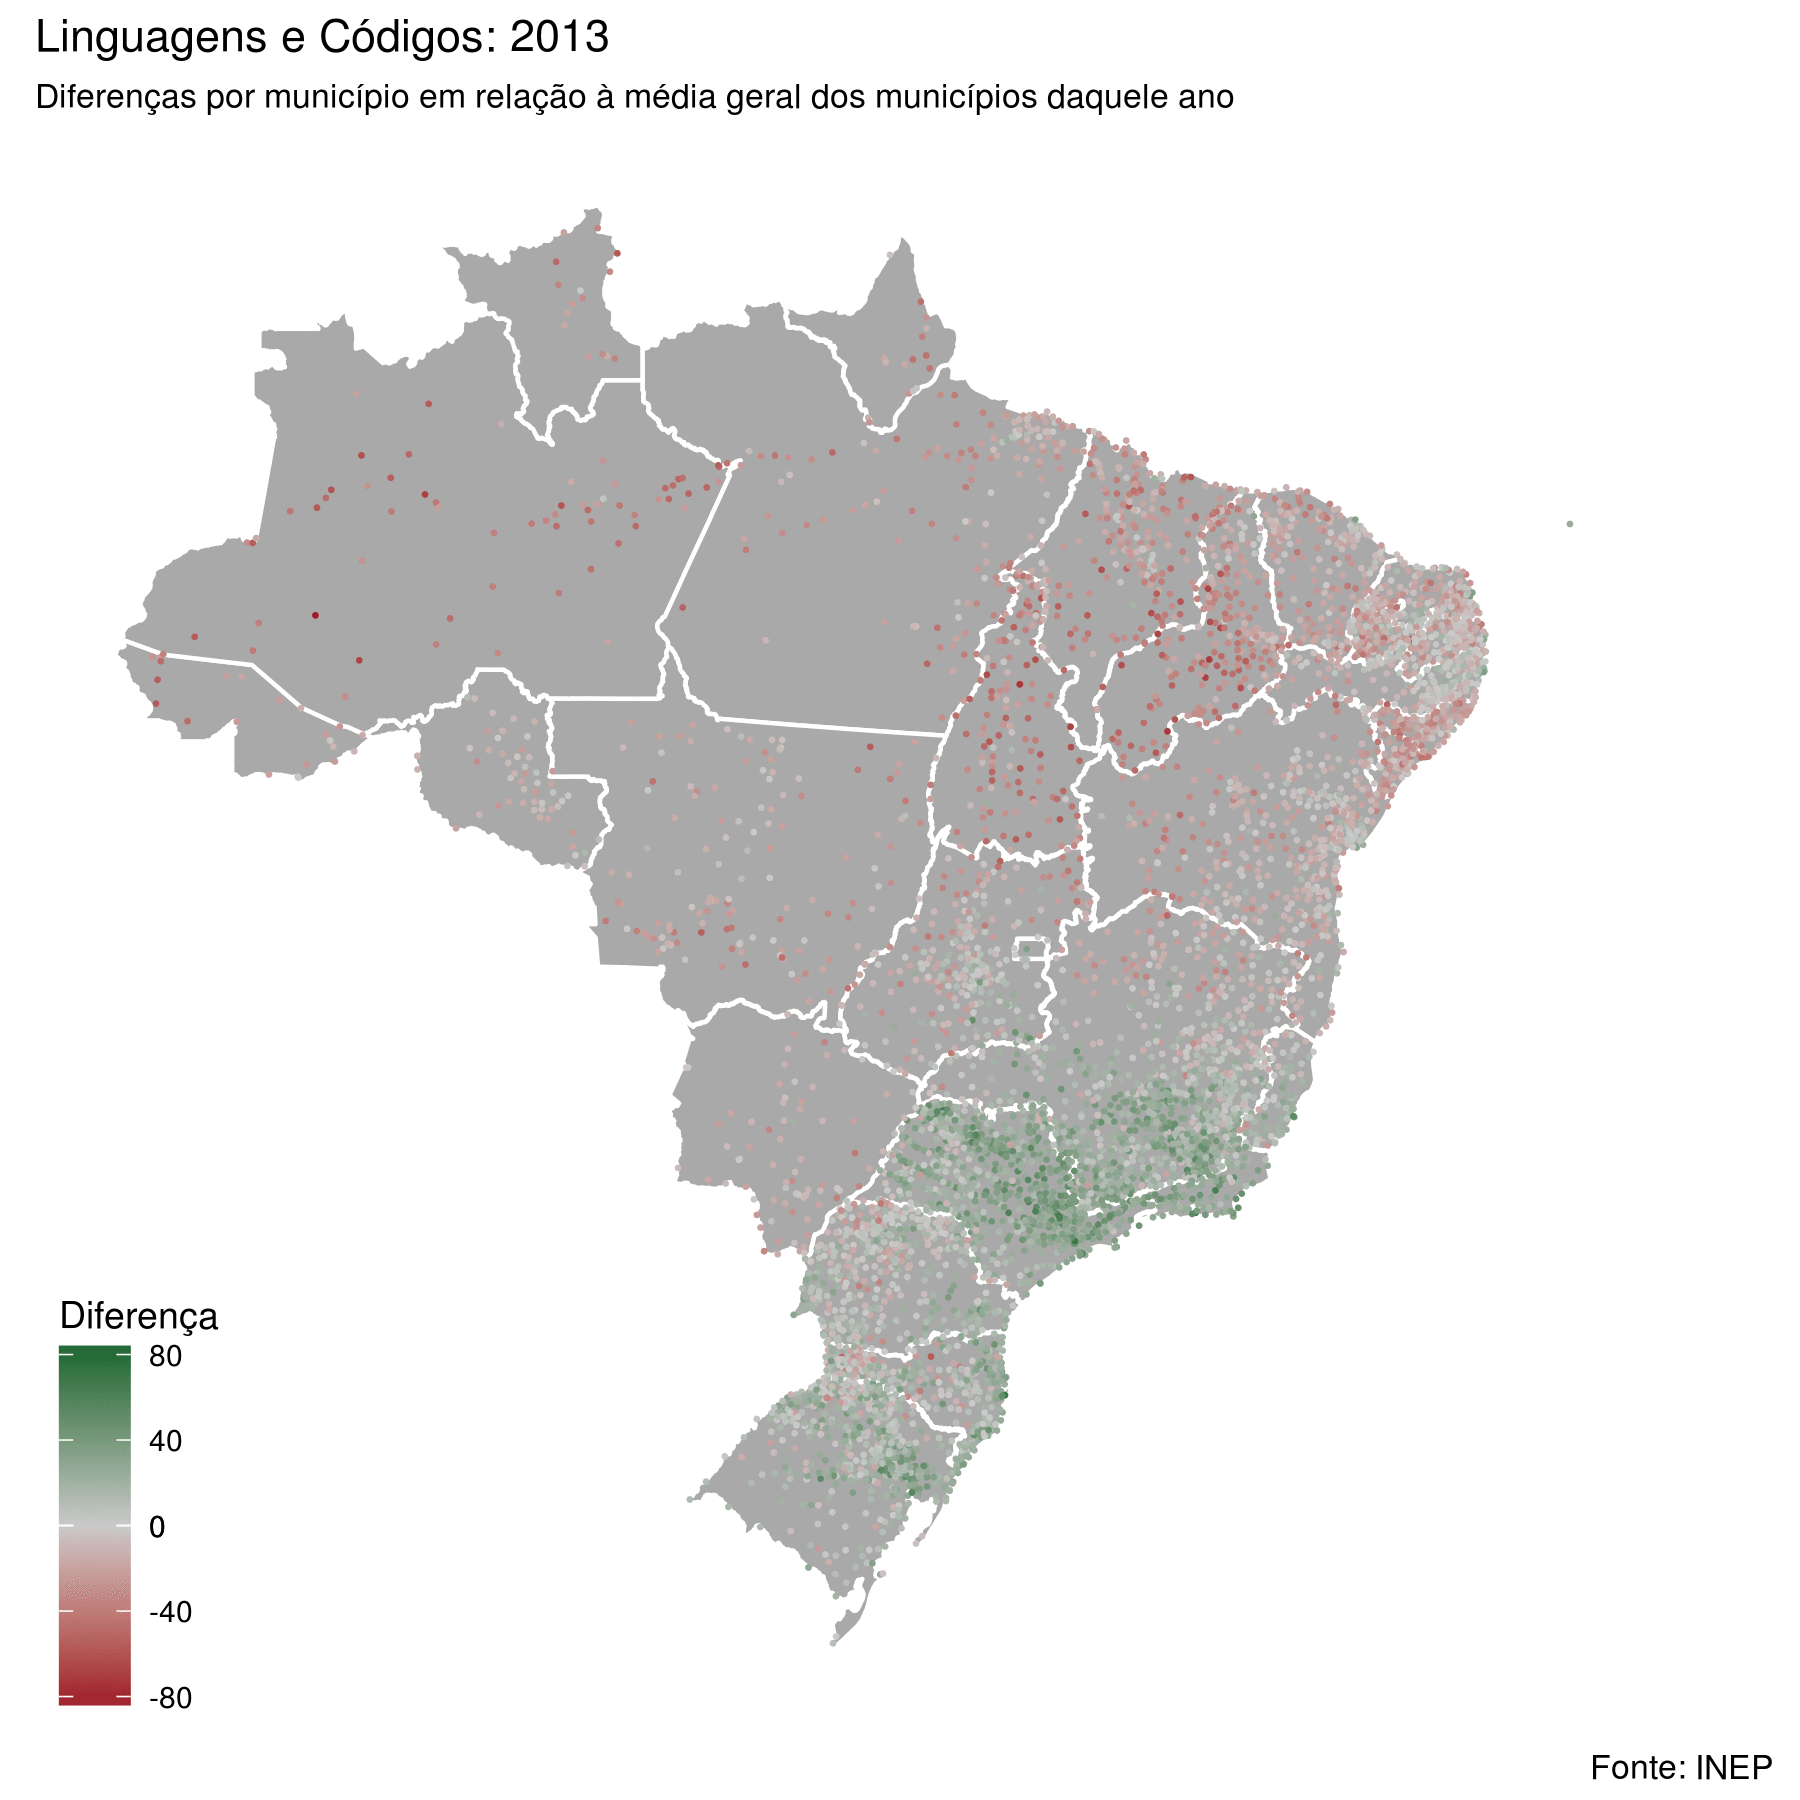 Linguagens e Códigos: 2013
Diferenças por município em relação à média geral dos municípios daquele ano
Diferença
80
40
0
-40
-80
Fonte: INEP